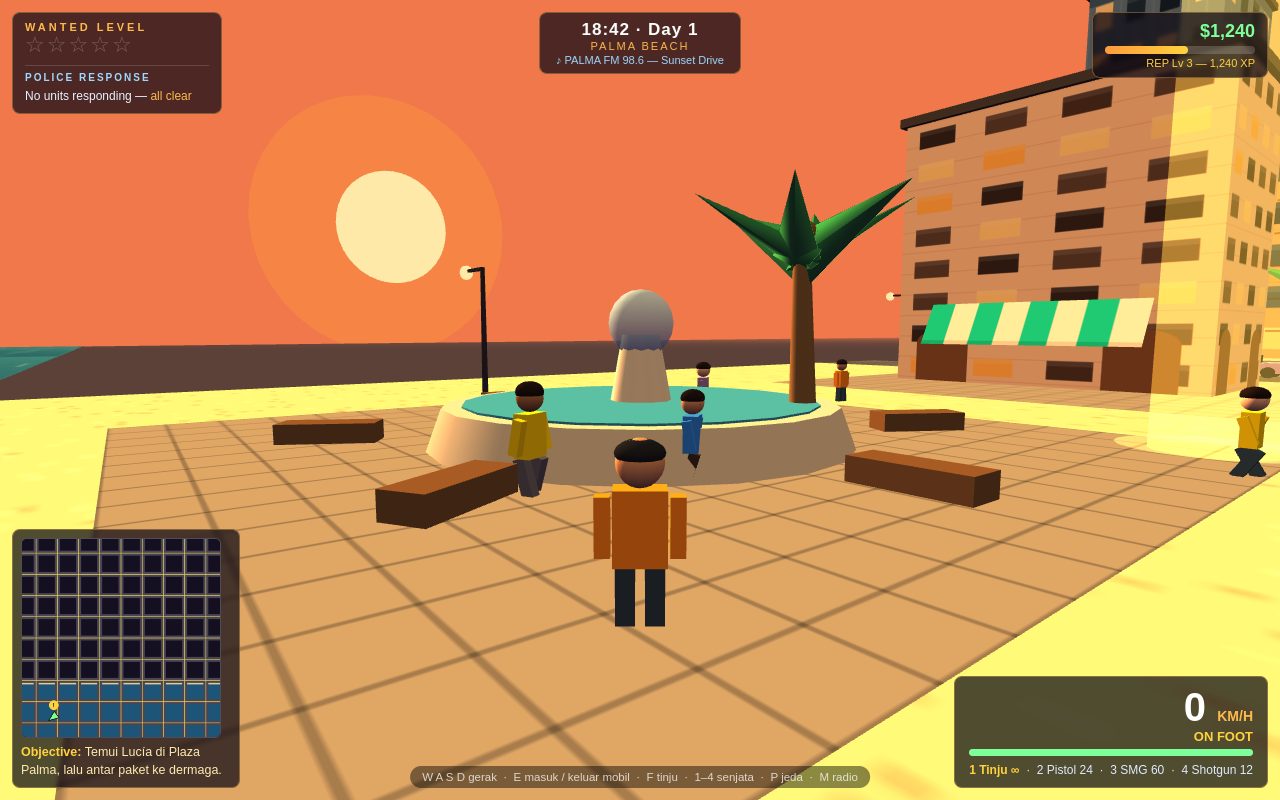 WANTED LEVEL
☆☆☆☆☆
POLICE RESPONSE
No units responding — all clear
18:42 · Day 1
PALMA BEACH
♪ PALMA FM 98.6 — Sunset Drive
$1,240
REP Lv 3 — 1,240 XP
!
Objective: Temui Lucía di Plaza
Palma, lalu antar paket ke dermaga.
W A S D gerak · E masuk / keluar mobil · F tinju · 1–4 senjata · P jeda · M radio
0 KM/H
ON FOOT
1 Tinju ∞ · 2 Pistol 24 · 3 SMG 60 · 4 Shotgun 12